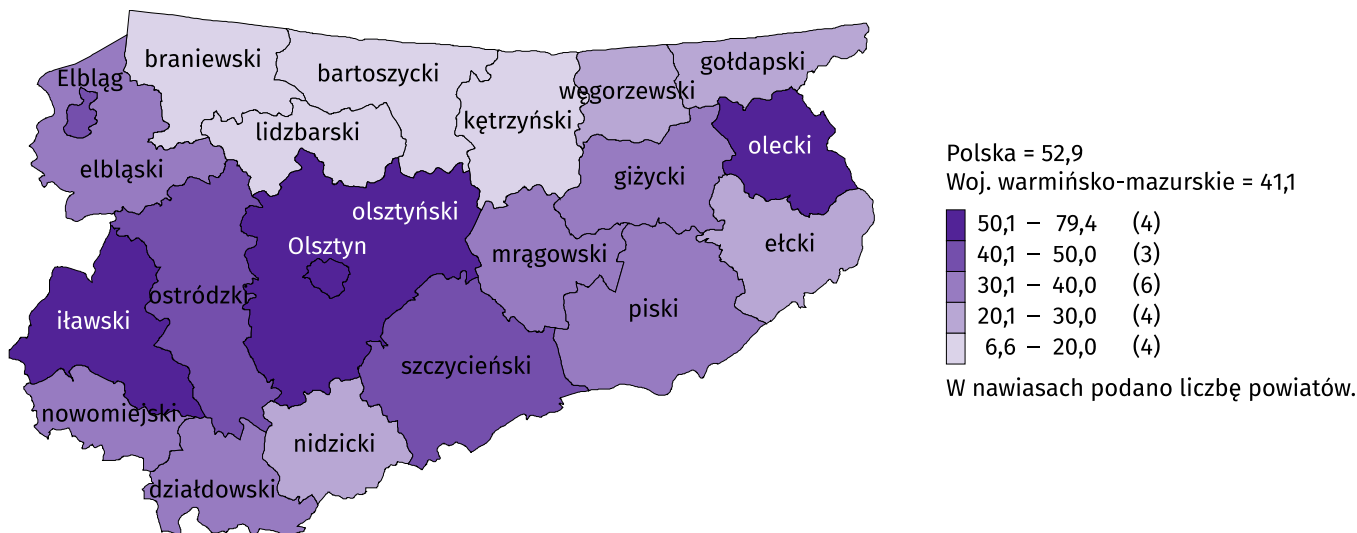 braniewski
bartoszycki
gołdapski
Elbląg
węgorzewski
kętrzyński
lidzbarski
olecki
elbląski
giżycki
olsztyński
ełcki
Olsztyn
mrągowski
ostródzki
piski
iławski
szczycieński
nowomiejski
nidzicki
działdowski
Polska = 52,9
Woj. warmińsko-mazurskie = 41,1
50,1 – 79,4 (4)
40,1 – 50,0 (3)
30,1 – 40,0 (6)
20,1 – 30,0 (4)
6,6 – 20,0 (4)
W nawiasach podano liczbę powiatów.